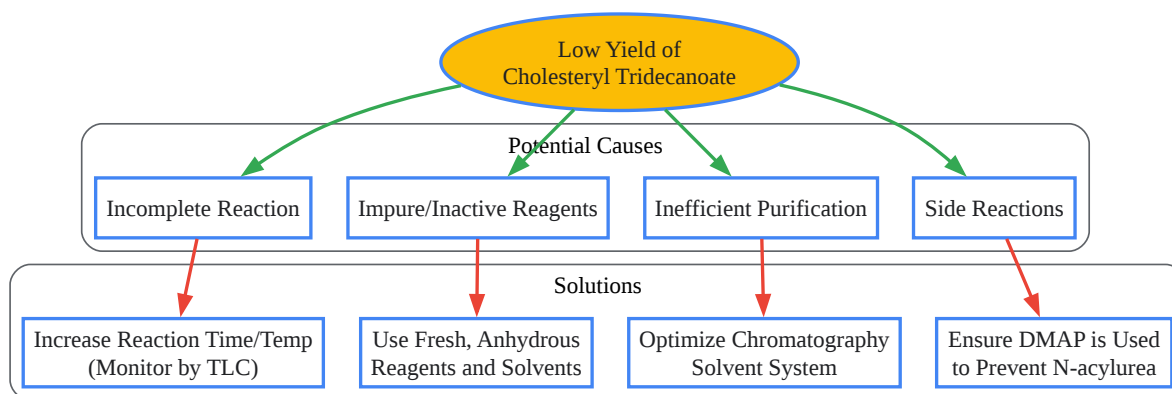 Low Yield of
Cholesteryl Tridecanoate
Potential Causes
Incomplete Reaction
Impure/Inactive Reagents
Inefficient Purification
Side Reactions
Solutions
Increase Reaction Time/Temp
(Monitor by TLC)
Use Fresh, Anhydrous
Reagents and Solvents
Optimize Chromatography
Solvent System
Ensure DMAP is Used
to Prevent N-acylurea